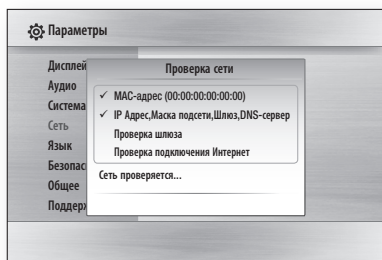 Параметры
Дисплей
Аудио
Система
Сеть
Язык
Безопас
Общее
Поддерж
Проверка сети
✓ MAC-адрес (00:00:00:00:00:00)
✓ IP Адрес,Маска подсети,Шлюз,DNS-сервер
Проверка шлюза
Проверка подключения Интернет
Сеть проверяется...